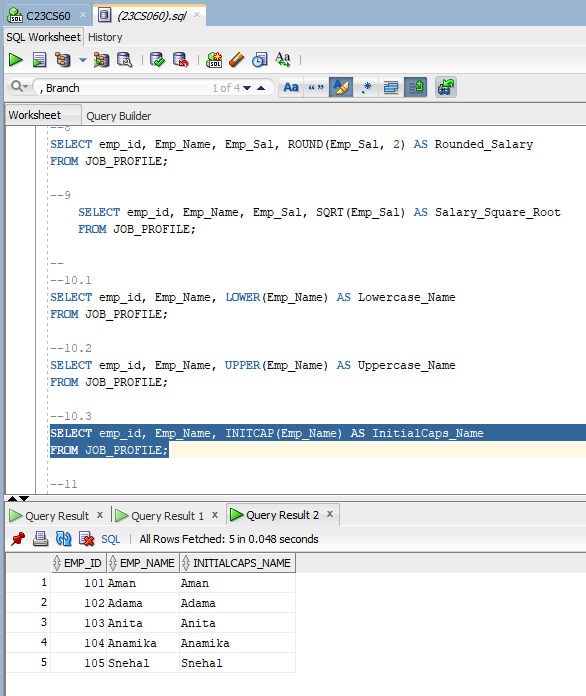 C23CS60 × (23CS060).sql ×
SQL Worksheet History
, Branch 1 of 4 Aa “” .*
Worksheet Query Builder
--8
SELECT emp_id, Emp_Name, Emp_Sal, ROUND(Emp_Sal, 2) AS Rounded_Salary
FROM JOB_PROFILE;
--9
SELECT emp_id, Emp_Name, Emp_Sal, SQRT(Emp_Sal) AS Salary_Square_Root
FROM JOB_PROFILE;
--
--10.1
SELECT emp_id, Emp_Name, LOWER(Emp_Name) AS Lowercase_Name
FROM JOB_PROFILE;
--10.2
SELECT emp_id, Emp_Name, UPPER(Emp_Name) AS Uppercase_Name
FROM JOB_PROFILE;
--10.3
SELECT emp_id, Emp_Name, INITCAP(Emp_Name) AS InitialCaps_Name
FROM JOB_PROFILE;
--11
Query Result × Query Result 1 × Query Result 2 ×
SQL | All Rows Fetched: 5 in 0.048 seconds
EMP_ID EMP_NAME INITIALCAPS_NAME
1 101 Aman Aman
2 102 Adama Adama
3 103 Anita Anita
4 104 Anamika Anamika
5 105 Snehal Snehal